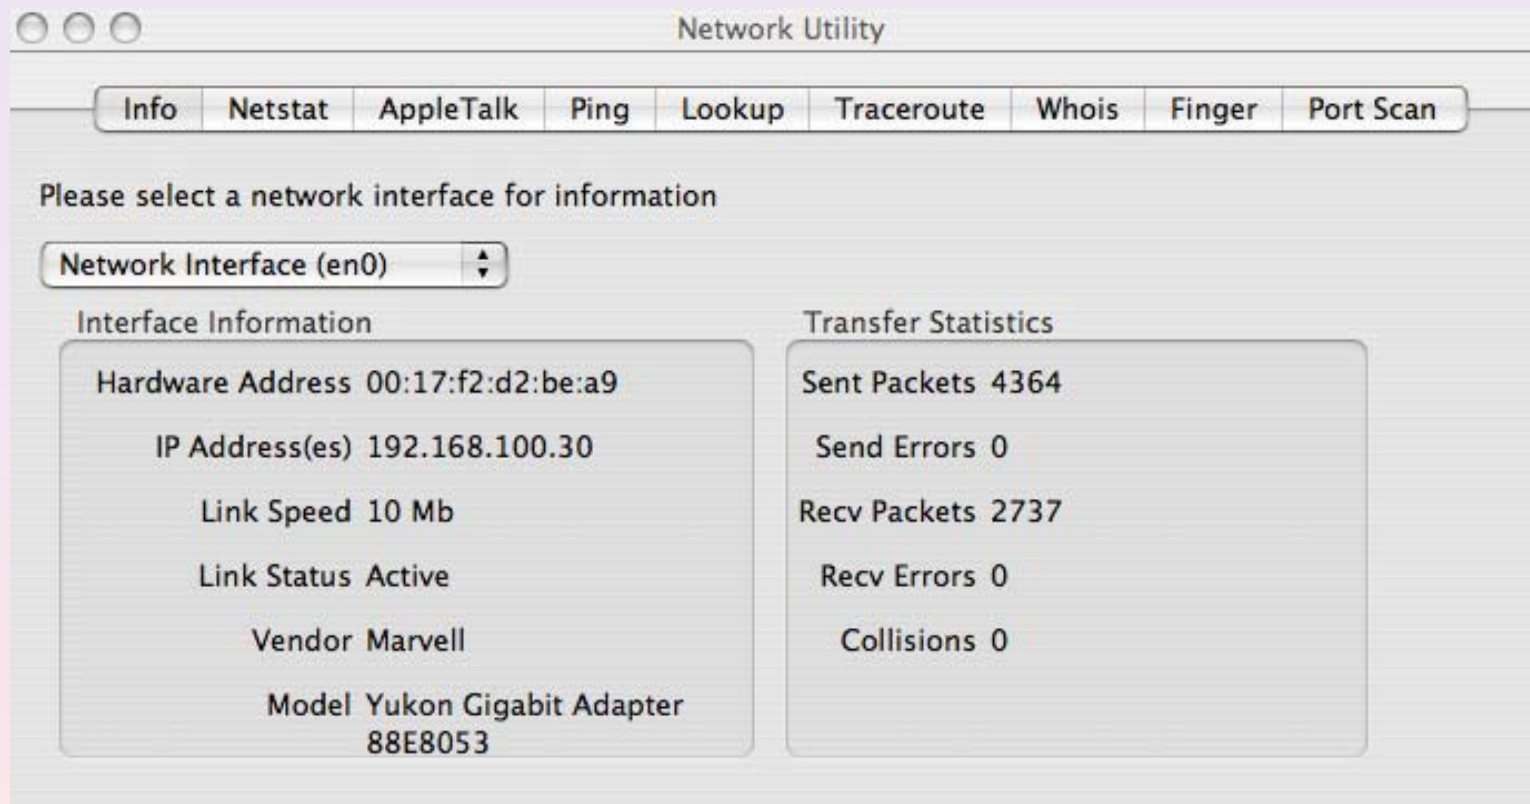 Network Utility
Info Netstat AppleTalk Ping Lookup Traceroute Whois Finger Port Scan
Please select a network interface for information
Network Interface (en0)
Interface Information
Hardware Address 00:17:f2:d2:be:a9
IP Address(es) 192.168.100.30
Link Speed 10 Mb
Link Status Active
Vendor Marvell
Model Yukon Gigabit Adapter
88E8053
Transfer Statistics
Sent Packets 4364
Send Errors 0
Recv Packets 2737
Recv Errors 0
Collisions 0